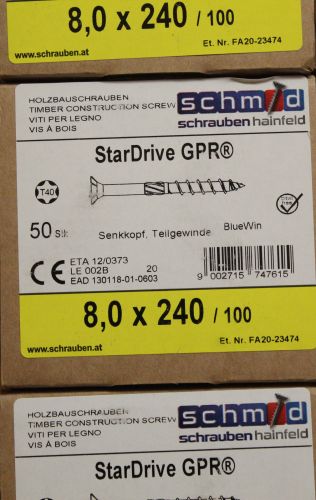 8,0 x 240 / 100
www.schrauben.at
Et. Nr. FA20-23474
HOLZBAUSCHRAUBEN
TIMBER CONSTRUCTION SCREW
VITI PER LEGNO
VIS À BOIS
schmid
schrauben hainfeld
StarDrive GPR®
T40
50 Stk
Senkkopf, Teilgewinde
BlueWin
CE
ETA 12/0373
LE 002B
20
EAD 130118-01-0603
9 002715 747615
8,0 x 240 / 100
Et. Nr. FA20-23474
www.schrauben.at
HOLZBAUSCHRAUBEN
TIMBER CONSTRUCTION SCREW
VITI PER LEGNO
VIS À BOIS
schmid
schrauben hainfeld
StarDrive GPR®